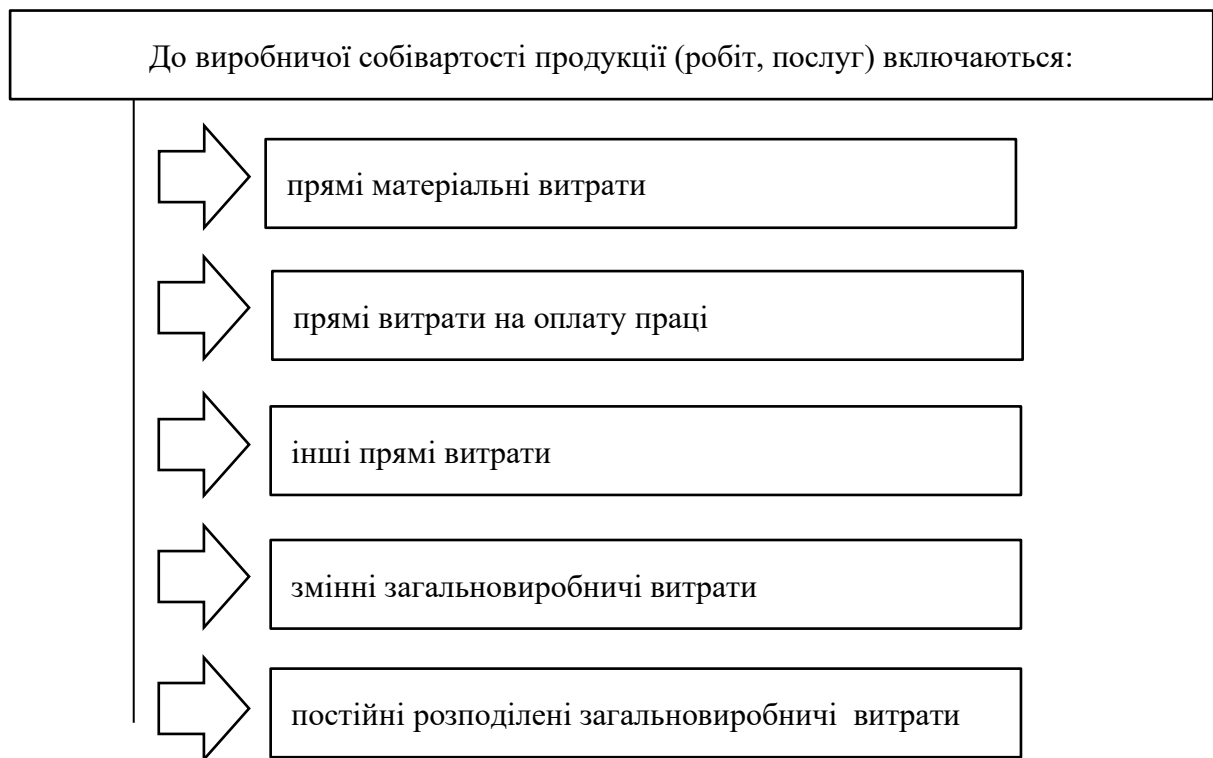 До виробничої собівартості продукції (робіт, послуг) включаються:
прямі матеріальні витрати
прямі витрати на оплату праці
інші прямі витрати
змінні загальновиробничі витрати
постійні розподілені загальновиробничі витрати